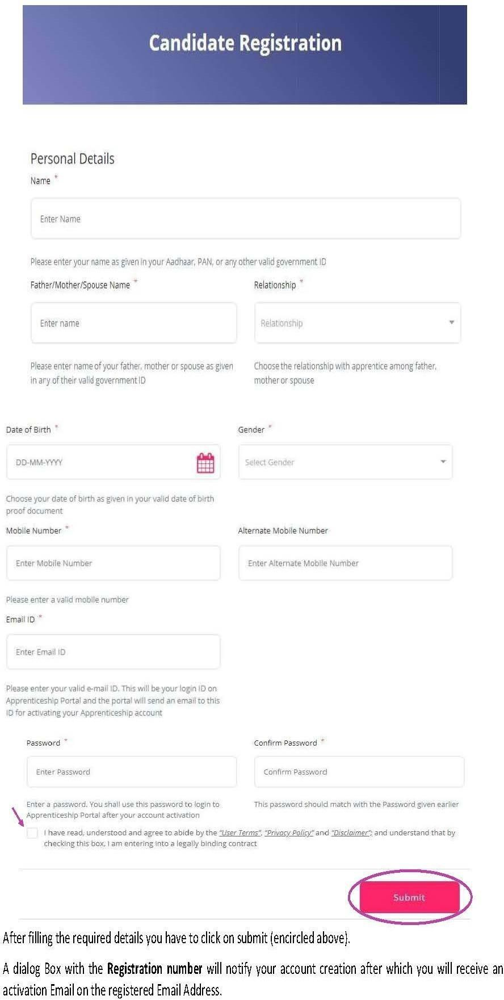 Candidate Registration
Personal Details
Name *
Enter Name
Please enter your name as given in your Aadhaar, PAN, or any other valid government ID
Father/Mother/Spouse Name *
Relationship *
Enter name
Relationship
Please enter name of your father, mother or spouse as given
in any of their valid government ID
Choose the relationship with apprentice among father,
mother or spouse
Date of Birth *
Gender *
DD-MM-YYYY
Select Gender
Choose your date of birth as given in your valid date of birth
proof document
Mobile Number *
Alternate Mobile Number
Enter Mobile Number
Enter Alternate Mobile Number
Please enter a valid mobile number
Email ID *
Enter Email ID
Please enter your valid e-mail ID. This will be your login ID on
Apprenticeship Portal and the portal will send an email to this
ID for activating your Apprenticeship account
Password *
Confirm Password *
Enter Password
Confirm Password
Enter a password. You shall use this password to login to
Apprenticeship Portal after your account activation
This password should match with the Password given earlier
I have read, understood and agree to abide by the "User Terms", "Privacy Policy" and "Disclaimer"; and understand that by
checking this box, I am entering into a legally binding contract
Submit
After filling the required details you have to click on submit (encircled above).
A dialog Box with the Registration number will notify your account creation after which you will receive an
activation Email on the registered Email Address.